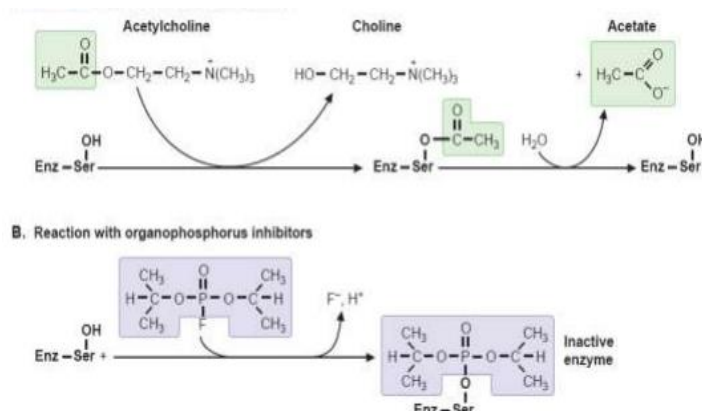 Acetylcholine Choline Acetate
O
H₃C–C–O–CH₂–CH₂–N⁺(CH₃)₃ HO–CH₂–CH₂–N⁺(CH₃)₃ + H₃C–C O O⁻
OH O–C–CH₃ O H₂O OH
Enz–Ser Enz–Ser Enz–Ser
B. Reaction with organophosphorus inhibitors
CH₃ O CH₃
H–C–O–P–O–C–H F⁻, H⁺
CH₃ F CH₃
OH
Enz–Ser +
CH₃ O CH₃ Inactive
H–C–O–P–O–C–H enzyme
CH₃ O CH₃
Enz–Ser